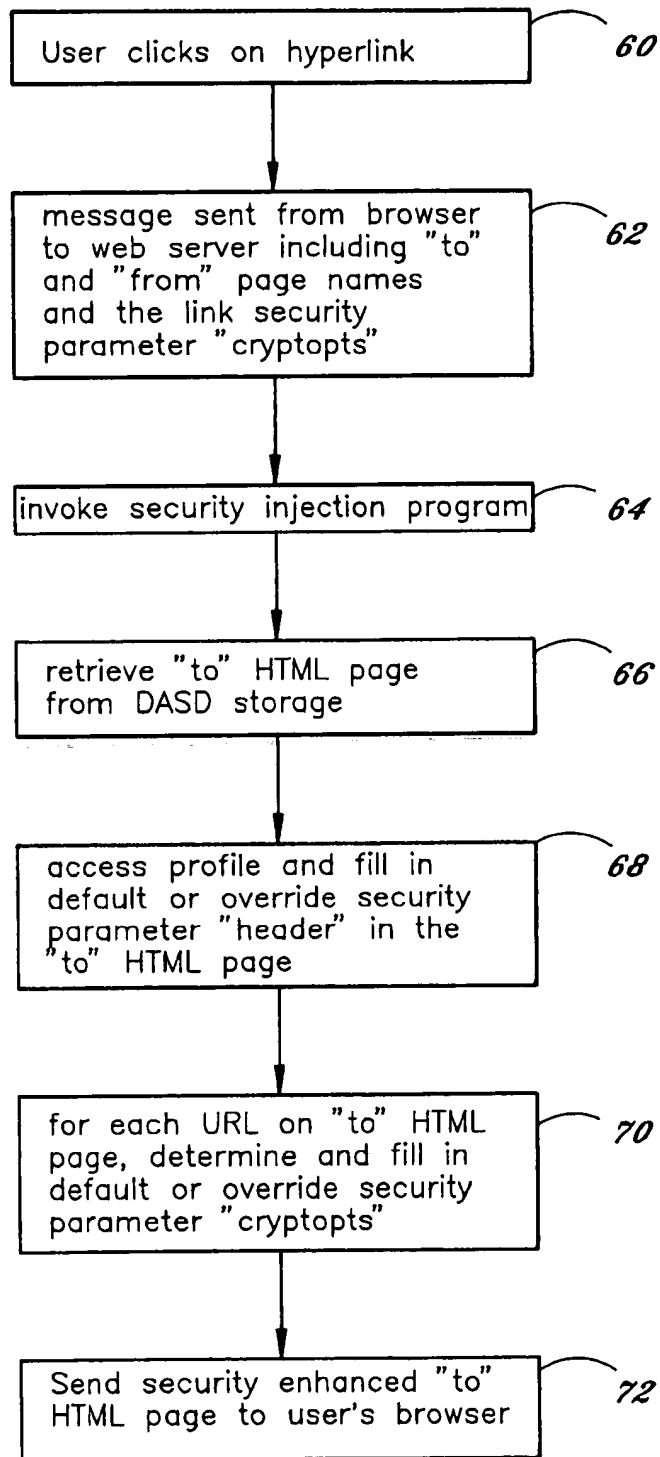 User clicks on hyperlink
60
message sent from browser
to web server including "to"
and "from" page names
and the link security
parameter "cryptopts"
62
invoke security injection program
64
retrieve "to" HTML page
from DASD storage
66
access profile and fill in
default or override security
parameter "header" in the
"to" HTML page
68
for each URL on "to" HTML
page, determine and fill in
default or override security
parameter "cryptopts"
70
Send security enhanced "to"
HTML page to user's browser
72